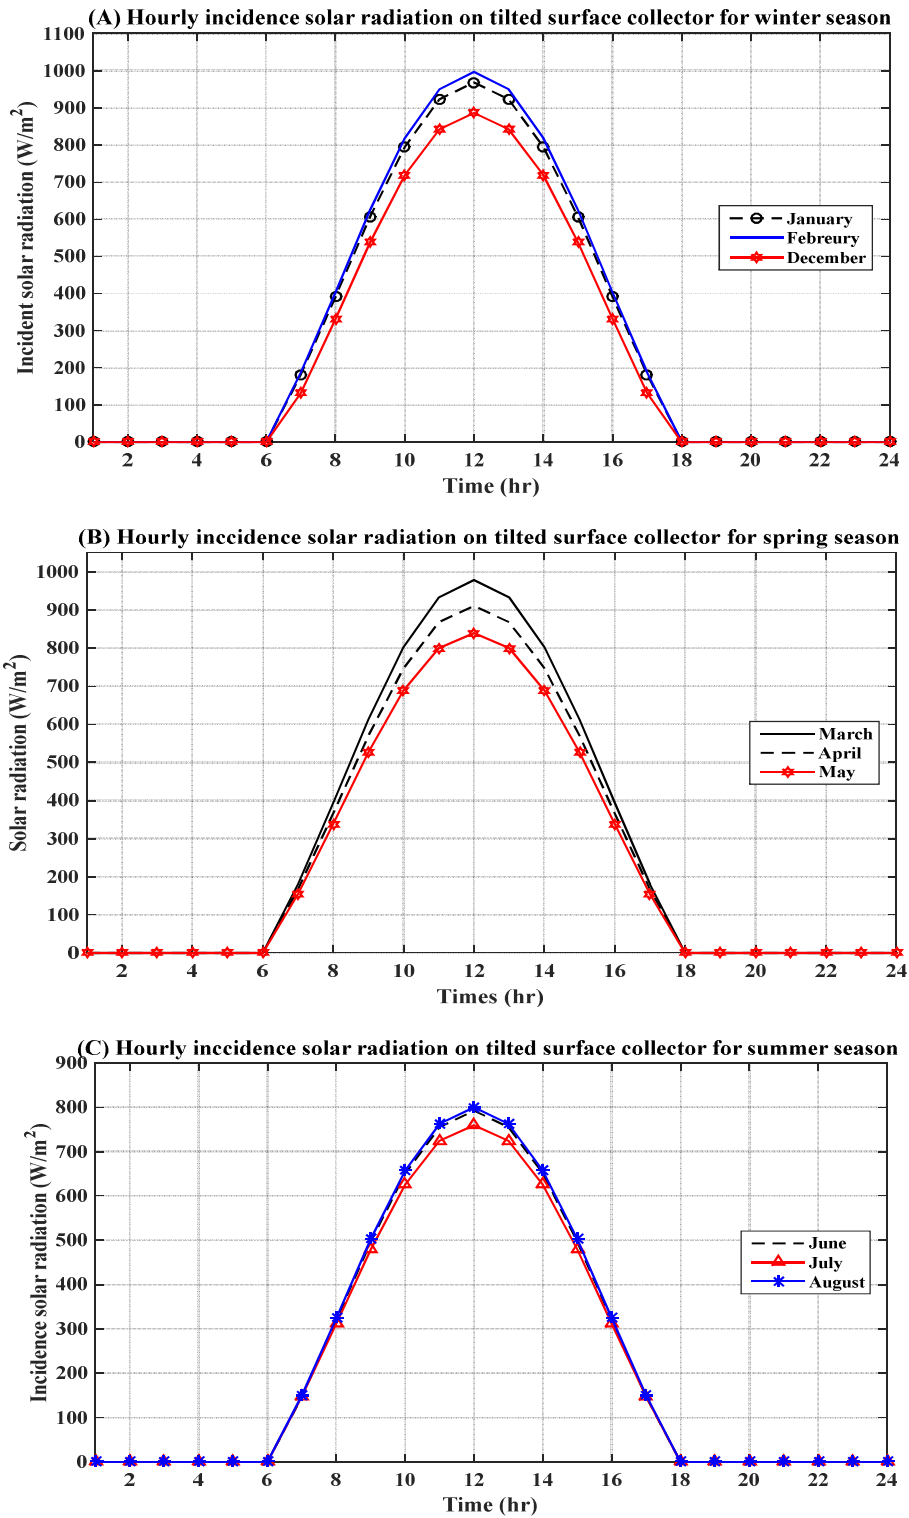 (A) Hourly incidence solar radiation on tilted surface collector for winter season
1100
1000
900
800
700
600
500
400
300
200
100
0
Incident solar radiation (W/m²)
January
Febreury
December
2 4 6 8 10 12 14 16 18 20 22 24
Time (hr)
(B) Hourly inccidence solar radiation on tilted surface collector for spring season
1000
900
800
700
600
500
400
300
200
100
0
Solar radiation (W/m²)
March
April
May
2 4 6 8 10 12 14 16 18 20 22 24
Times (hr)
(C) Hourly inccidence solar radiation on tilted surface collector for summer season
900
800
700
600
500
400
300
200
100
0
Incidence solar radiation (W/m²)
June
July
August
2 4 6 8 10 12 14 16 18 20 22 24
Time (hr)